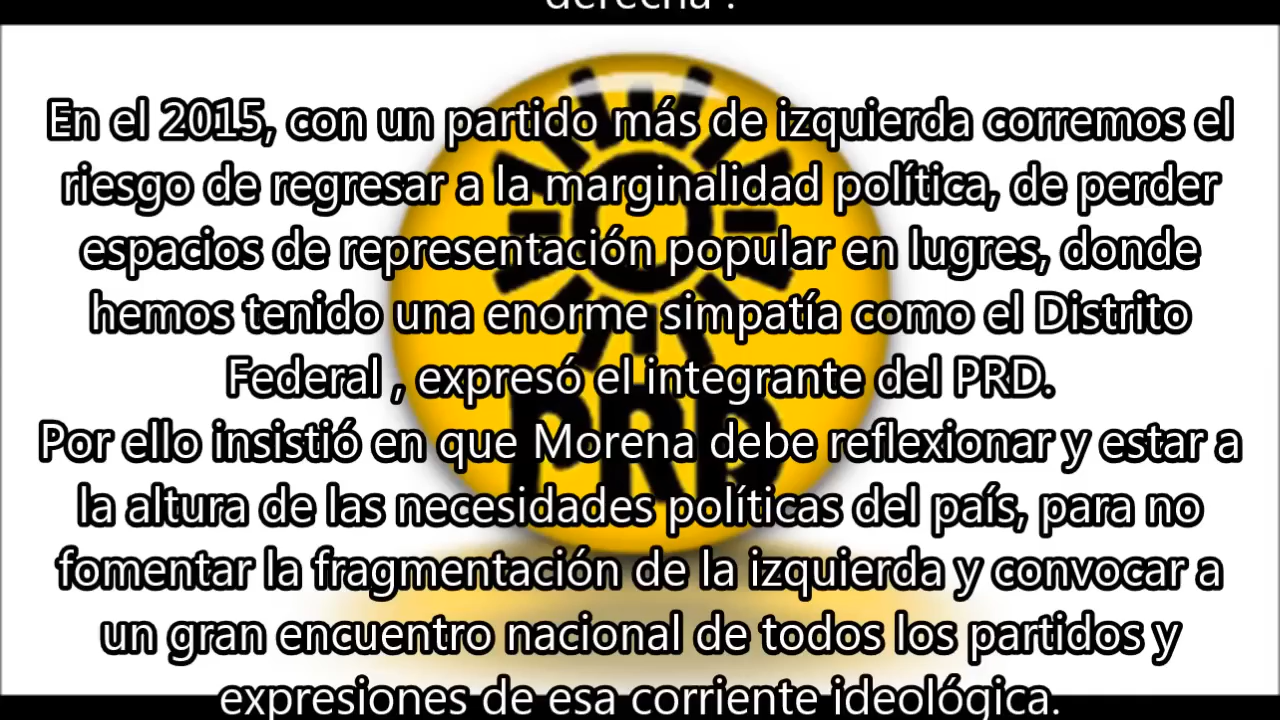 derecha .
En el 2015, con un partido más de izquierda corremos el
riesgo de regresar a la marginalidad política, de perder
espacios de representación popular en lugres, donde
hemos tenido una enorme simpatía como el Distrito
Federal , expresó el integrante del PRD.
Por ello insistió en que Morena debe reflexionar y estar a
la altura de las necesidades políticas del país, para no
fomentar la fragmentación de la izquierda y convocar a
un gran encuentro nacional de todos los partidos y
expresiones de esa corriente ideológica.
PRD